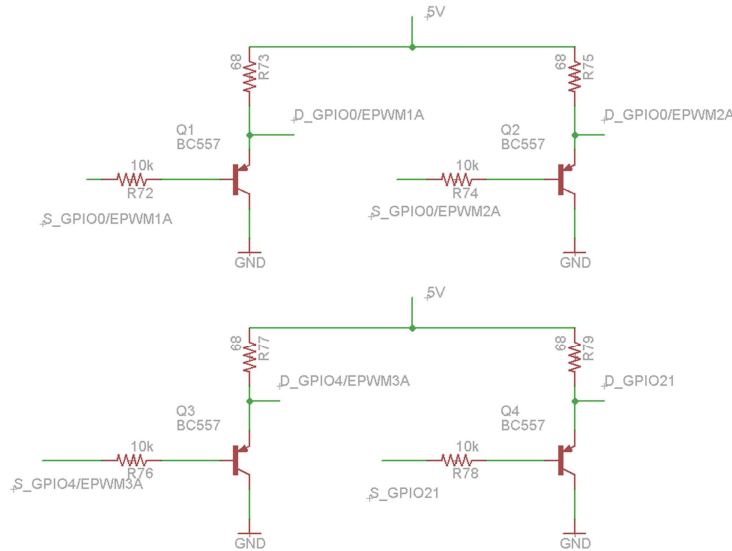 5V
68
R73
68
R75
D_GPIO0/EPWM1A
D_GPIO0/EPWM2A
Q1
BC557
Q2
BC557
10k
R72
10k
R74
S_GPIO0/EPWM1A
S_GPIO0/EPWM2A
GND
GND
5V
68
R77
68
R79
D_GPIO4/EPWM3A
D_GPIO21
Q3
BC557
Q4
BC557
10k
R76
10k
R78
S_GPIO4/EPWM3A
S_GPIO21
GND
GND